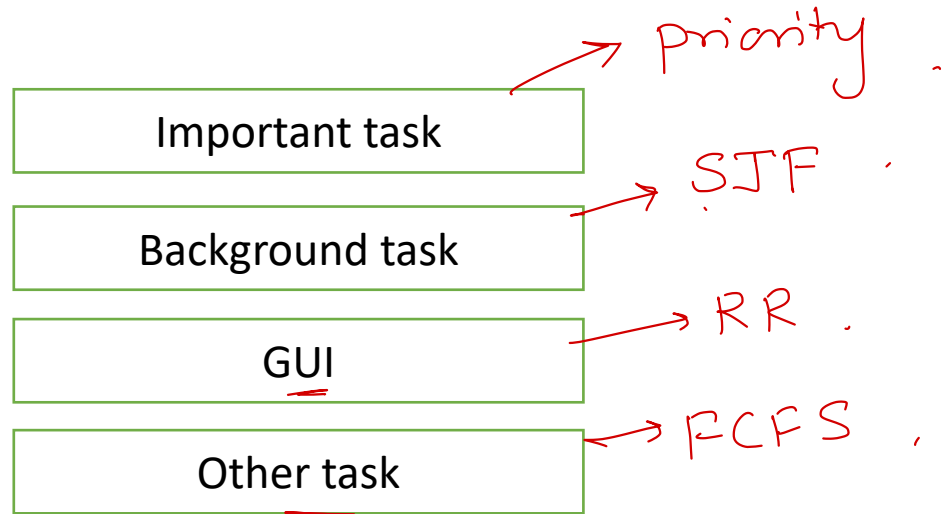 priority
Important task
SJF
Background task
RR
GUI
FCFS
Other task